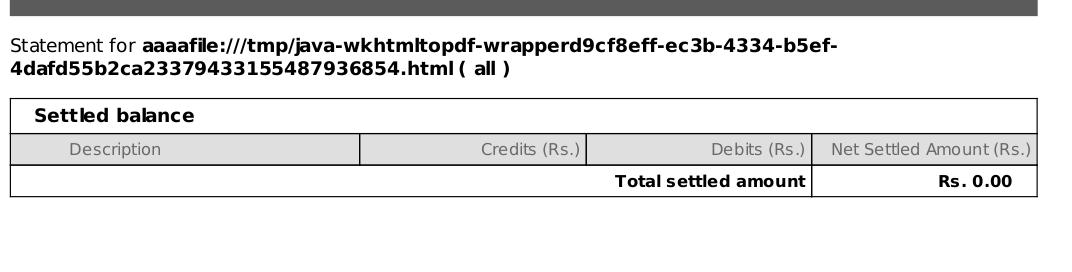 Statement for aaaafile:///tmp/java-wkhtmltopdf-wrapperd9cf8eff-ec3b-4334-b5ef-
4dafd55b2ca23379433155487936854.html ( all )
Settled balance
Description Credits (Rs.) Debits (Rs.) Net Settled Amount (Rs.)
Total settled amount Rs. 0.00